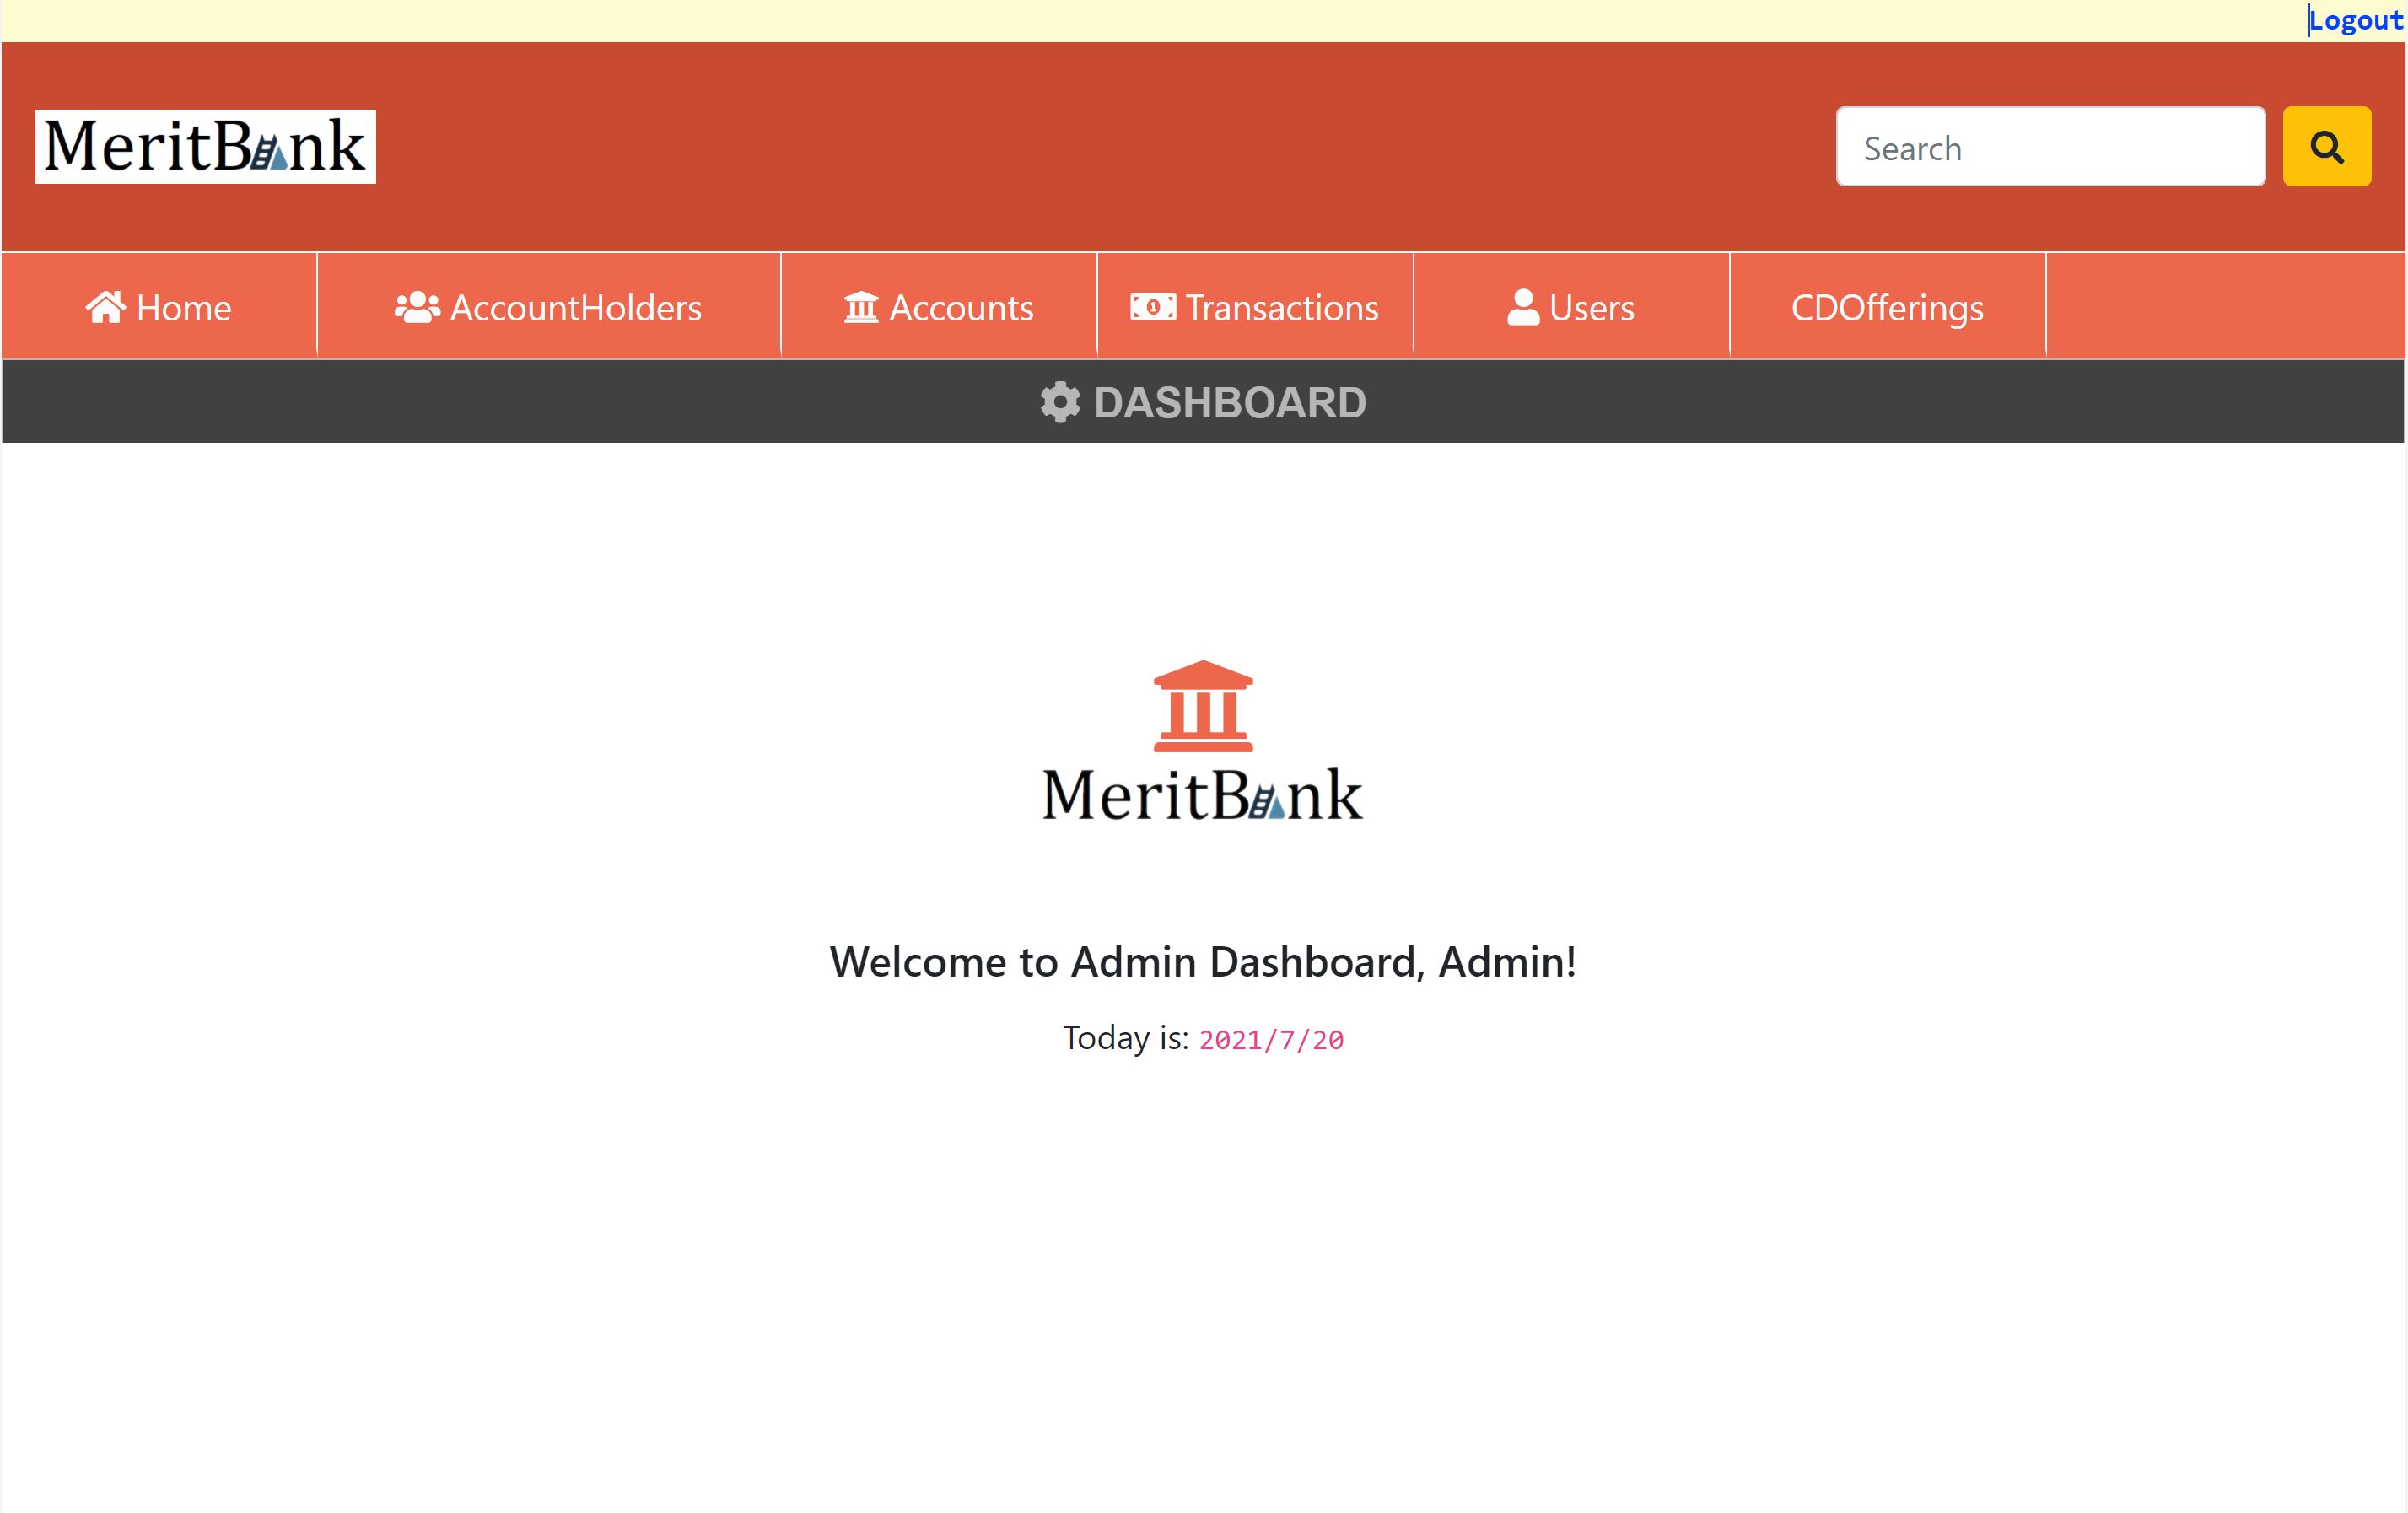 Logout
MeritBank
Search
Home AccountHolders Accounts Transactions Users CDOfferings
DASHBOARD
MeritBank
Welcome to Admin Dashboard, Admin!
Today is: 2021/7/20